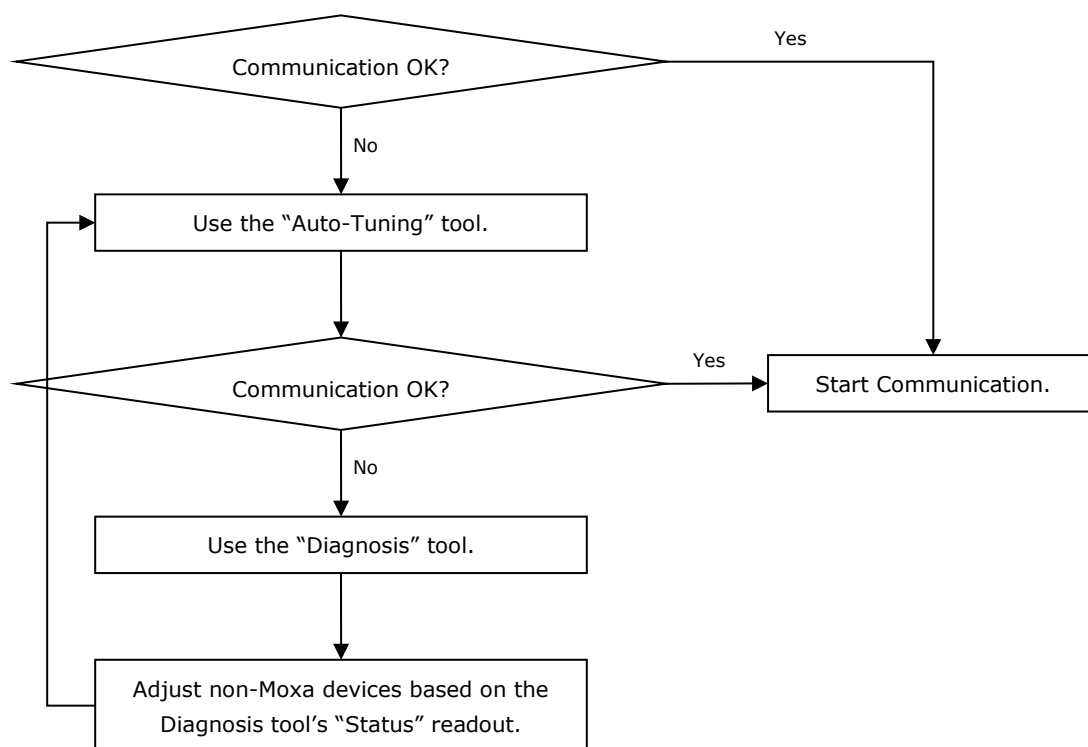 Communication OK?
Yes
No
Use the “Auto-Tuning” tool.
Communication OK?
Yes
Start Communication.
No
Use the “Diagnosis” tool.
Adjust non-Moxa devices based on the
Diagnosis tool’s “Status” readout.